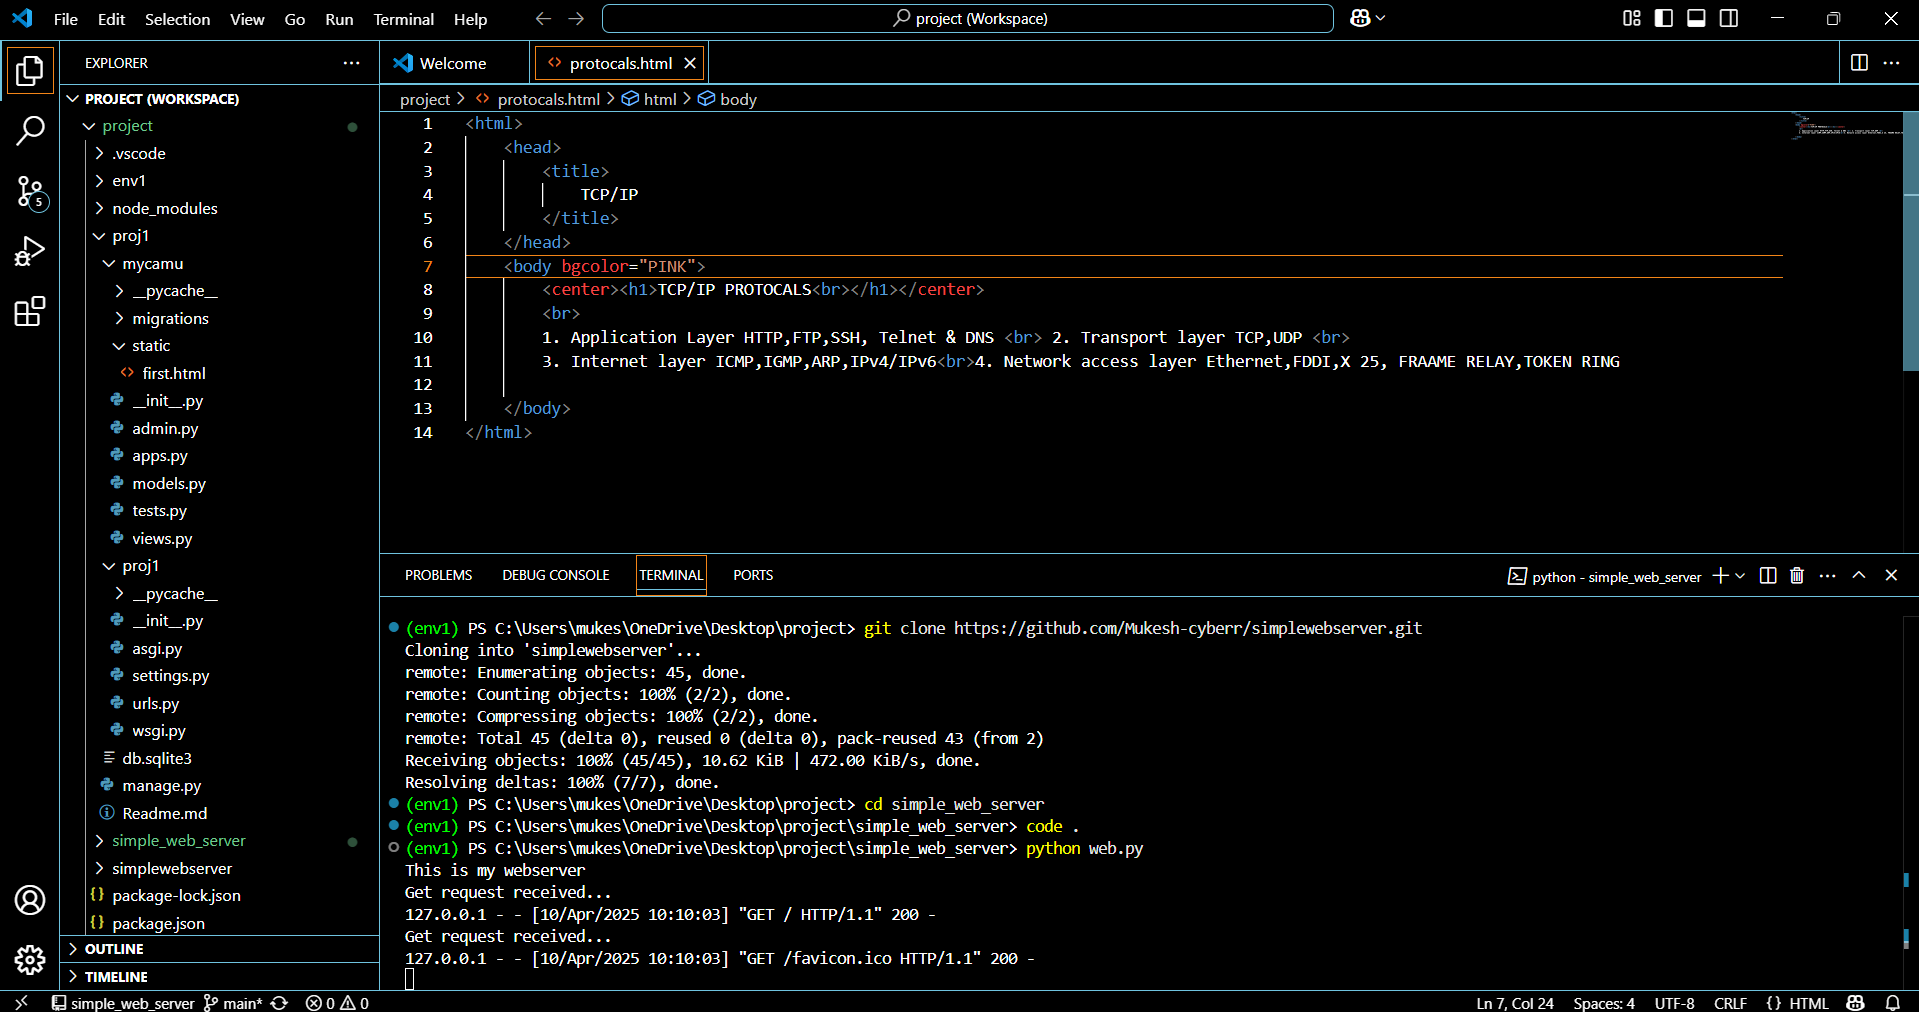 File Edit Selection View Go Run Terminal Help
project (Workspace)
EXPLORER
PROJECT (WORKSPACE)
project
.vscode
env1
node_modules
proj1
mycamu
__pycache__
migrations
static
first.html
__init__.py
admin.py
apps.py
models.py
tests.py
views.py
proj1
__pycache__
__init__.py
asgi.py
settings.py
urls.py
wsgi.py
db.sqlite3
manage.py
Readme.md
simple_web_server
simplewebserver
package-lock.json
package.json
OUTLINE
TIMELINE
5
Welcome
protocals.html
project > protocals.html > html > body
1 <html>
2 <head>
3 <title>
4 TCP/IP
5 </title>
6 </head>
7 <body bgcolor="PINK">
8 <center><h1>TCP/IP PROTOCALS<br></h1></center>
9 <br>
10 1. Application Layer HTTP,FTP,SSH, Telnet & DNS <br> 2. Transport layer TCP,UDP <br>
11 3. Internet layer ICMP,IGMP,ARP,IPv4/IPv6<br>4. Network access layer Ethernet,FDDI,X 25, FRAAME RELAY,TOKEN RING
12
13 </body>
14 </html>
PROBLEMS DEBUG CONSOLE TERMINAL PORTS
python - simple_web_server
(env1) PS C:\Users\mukes\OneDrive\Desktop\project> git clone https://github.com/Mukesh-cyberr/simplewebserver.git
Cloning into 'simplewebserver'...
remote: Enumerating objects: 45, done.
remote: Counting objects: 100% (2/2), done.
remote: Compressing objects: 100% (2/2), done.
remote: Total 45 (delta 0), reused 0 (delta 0), pack-reused 43 (from 2)
Receiving objects: 100% (45/45), 10.62 KiB | 472.00 KiB/s, done.
Resolving deltas: 100% (7/7), done.
(env1) PS C:\Users\mukes\OneDrive\Desktop\project> cd simple_web_server
(env1) PS C:\Users\mukes\OneDrive\Desktop\project\simple_web_server> code .
(env1) PS C:\Users\mukes\OneDrive\Desktop\project\simple_web_server> python web.py
This is my webserver
Get request received...
127.0.0.1 - - [10/Apr/2025 10:10:03] "GET / HTTP/1.1" 200 -
Get request received...
127.0.0.1 - - [10/Apr/2025 10:10:03] "GET /favicon.ico HTTP/1.1" 200 -
simple_web_server main* 0 0
Ln 7, Col 24 Spaces: 4 UTF-8 CRLF {} HTML